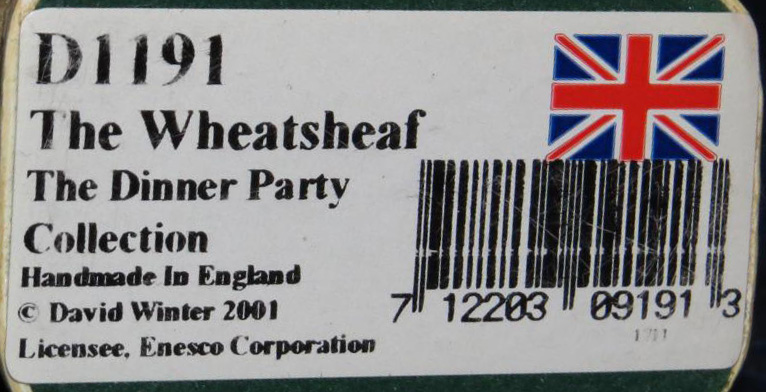 D1191
The Wheatsheaf
The Dinner Party
Collection
Handmade In England
© David Winter 2001
Licensee, Enesco Corporation
7 12203 09191 3